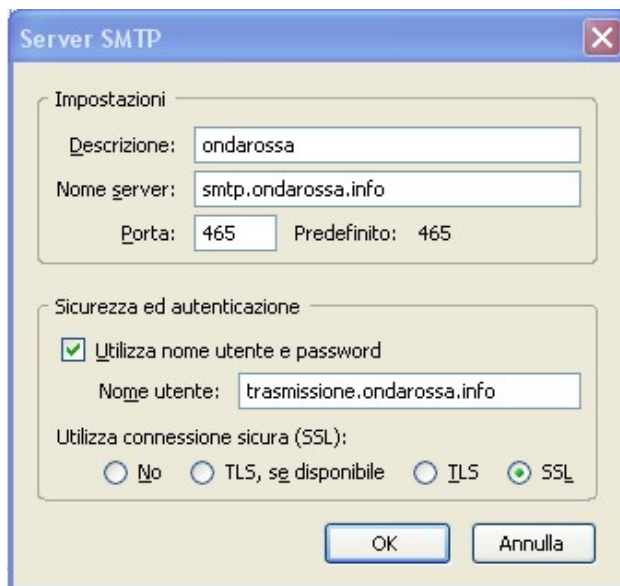 Server SMTP
Impostazioni
Descrizione: ondarossa
Nome server: smtp.ondarossa.info
Porta: 465 Predefinito: 465
Sicurezza ed autenticazione
Utilizza nome utente e password
Nome utente: trasmissione.ondarossa.info
Utilizza connessione sicura (SSL):
No TLS, se disponibile TLS SSL
OK Annulla